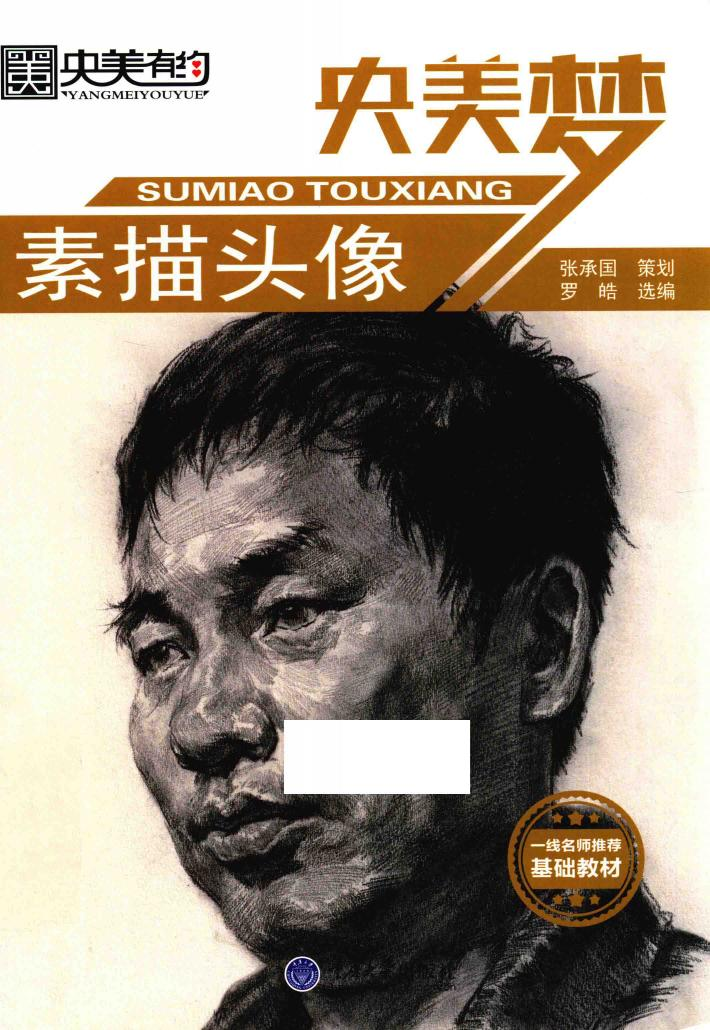 央美有约
YANGMEIYOUYUE
央美梦
SUMIAO TOUXIANG
素描头像
张承国 策划
罗 皓 选编
一线名师推荐
基础教材